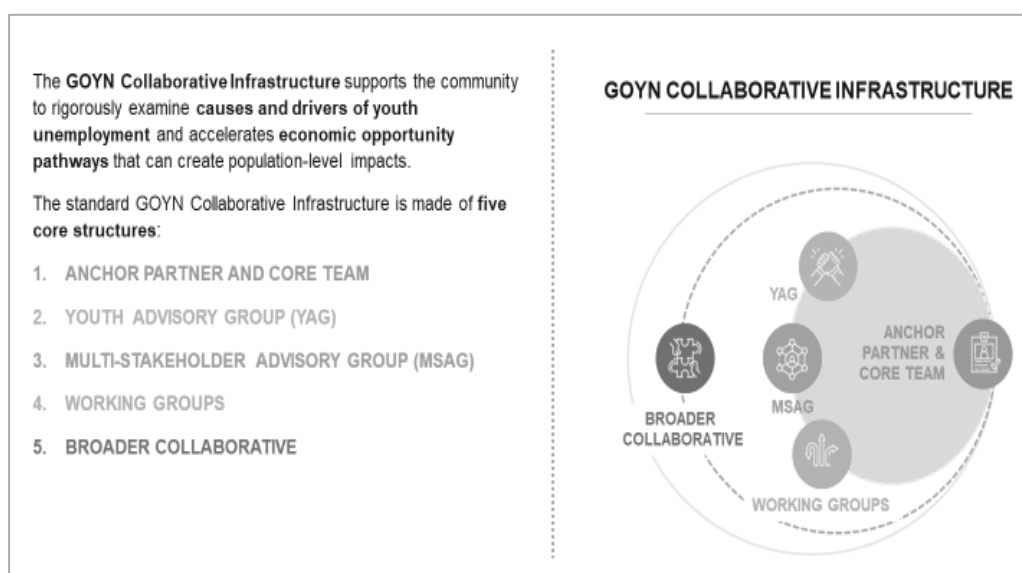 The GOYN Collaborative Infrastructure supports the community
to rigorously examine causes and drivers of youth
unemployment and accelerates economic opportunity
pathways that can create population-level impacts.
The standard GOYN Collaborative Infrastructure is made of five
core structures:
1. ANCHOR PARTNER AND CORE TEAM
2. YOUTH ADVISORY GROUP (YAG)
3. MULTI-STAKEHOLDER ADVISORY GROUP (MSAG)
4. WORKING GROUPS
5. BROADER COLLABORATIVE
GOYN COLLABORATIVE INFRASTRUCTURE
YAG
ANCHOR
PARTNER &
CORE TEAM
MSAG
BROADER
COLLABORATIVE
WORKING GROUPS